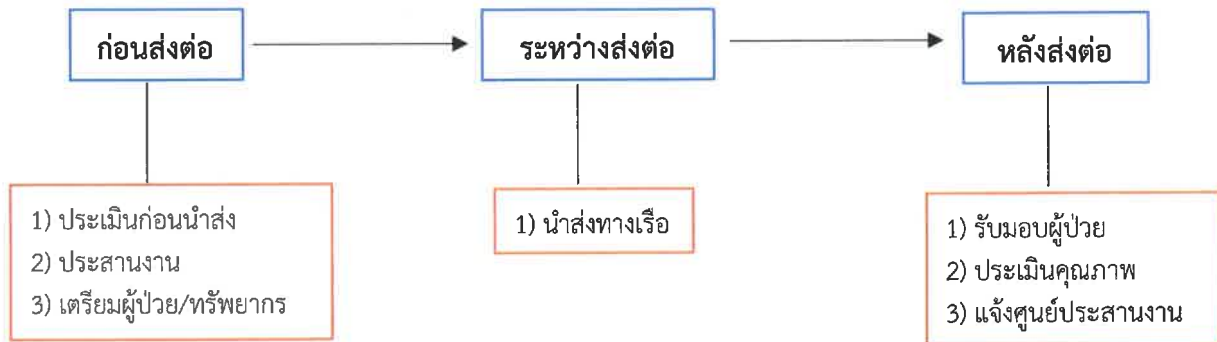 ก่อนส่งต่อ
ระหว่างส่งต่อ
หลังส่งต่อ
1) ประเมินก่อนนำส่ง
2) ประสานงาน
3) เตรียมผู้ป่วย/ทรัพยากร
1) นำส่งทางเรือ
1) รับมอบผู้ป่วย
2) ประเมินคุณภาพ
3) แจ้งศูนย์ประสานงาน